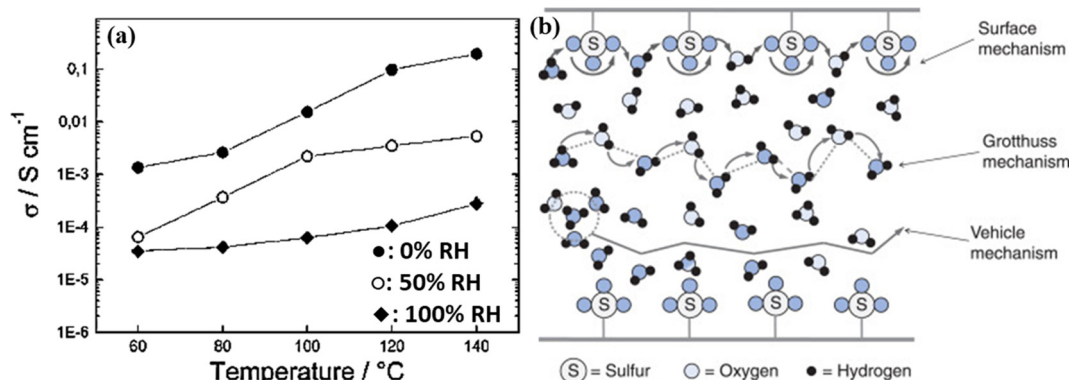 (a)
σ / S cm⁻¹
0,1
0,01
1E-3
1E-4
1E-5
1E-6
60 80 100 120 140
Temperature / °C
●: 0% RH
○: 50% RH
◆: 100% RH
(b)
S S S S
Surface
mechanism
Grotthuss
mechanism
Vehicle
mechanism
S S S S
S = Sulfur = Oxygen = Hydrogen